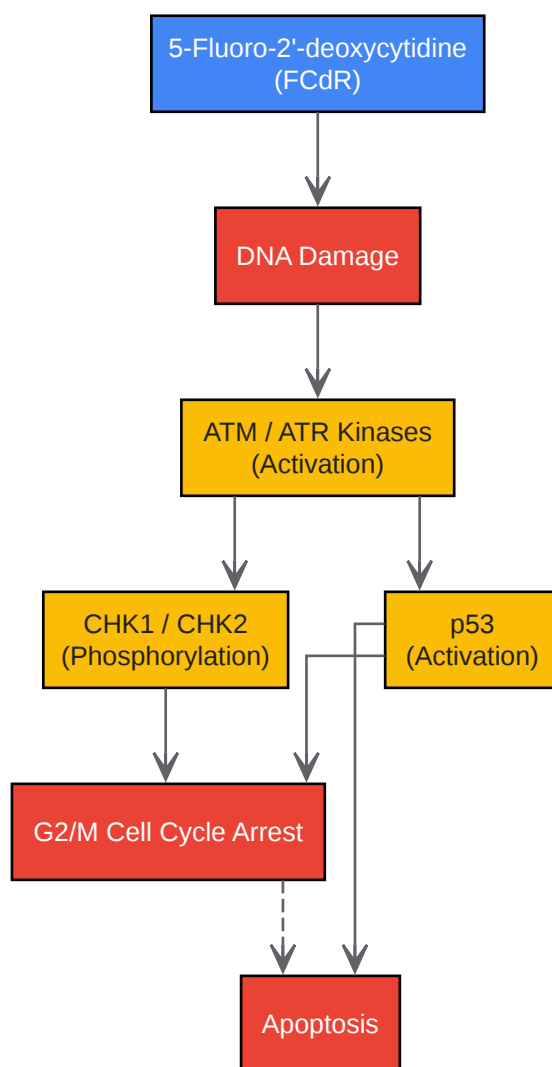 5-Fluoro-2'-deoxycytidine
(FCdR)
DNA Damage
ATM / ATR Kinases
(Activation)
CHK1 / CHK2
(Phosphorylation)
p53
(Activation)
G2/M Cell Cycle Arrest
Apoptosis